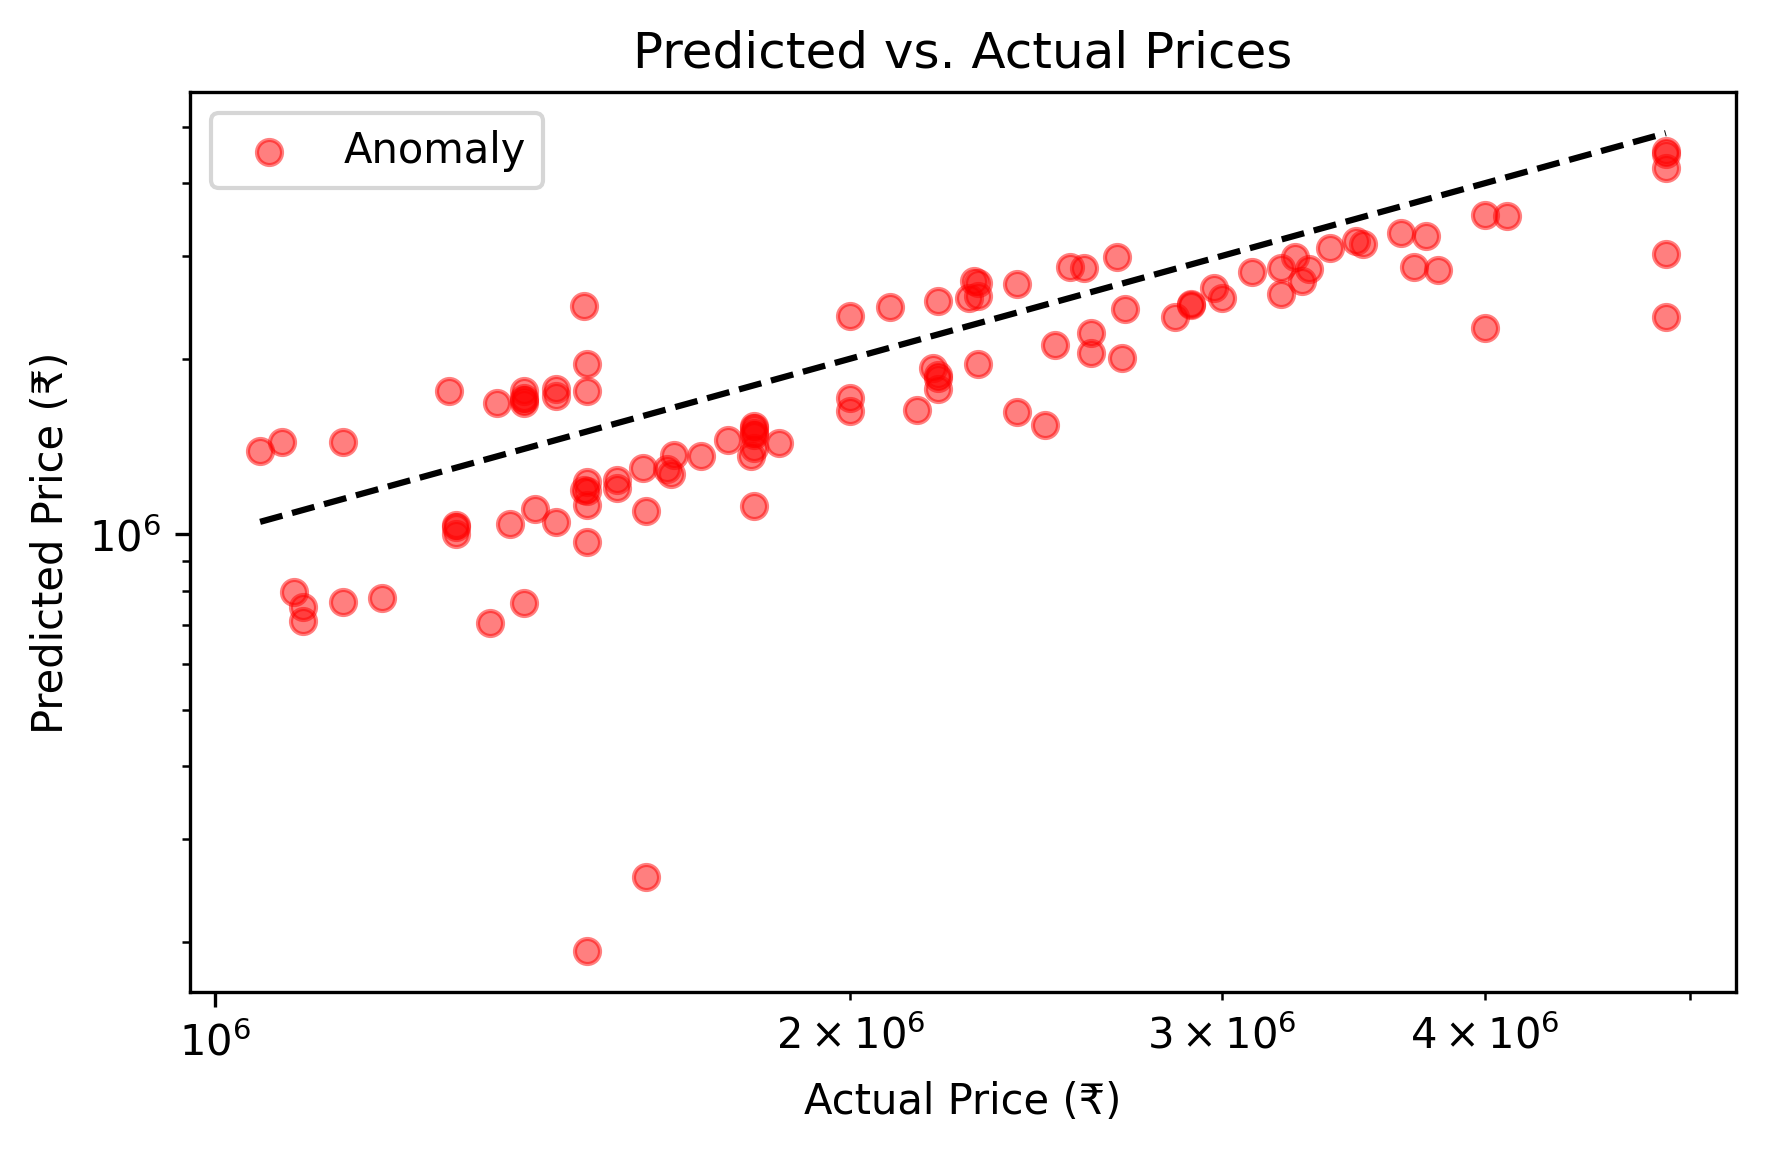 Predicted vs. Actual Prices
Anomaly
Predicted Price (₹)
10⁶
10⁶
2 × 10⁶
3 × 10⁶
4 × 10⁶
Actual Price (₹)